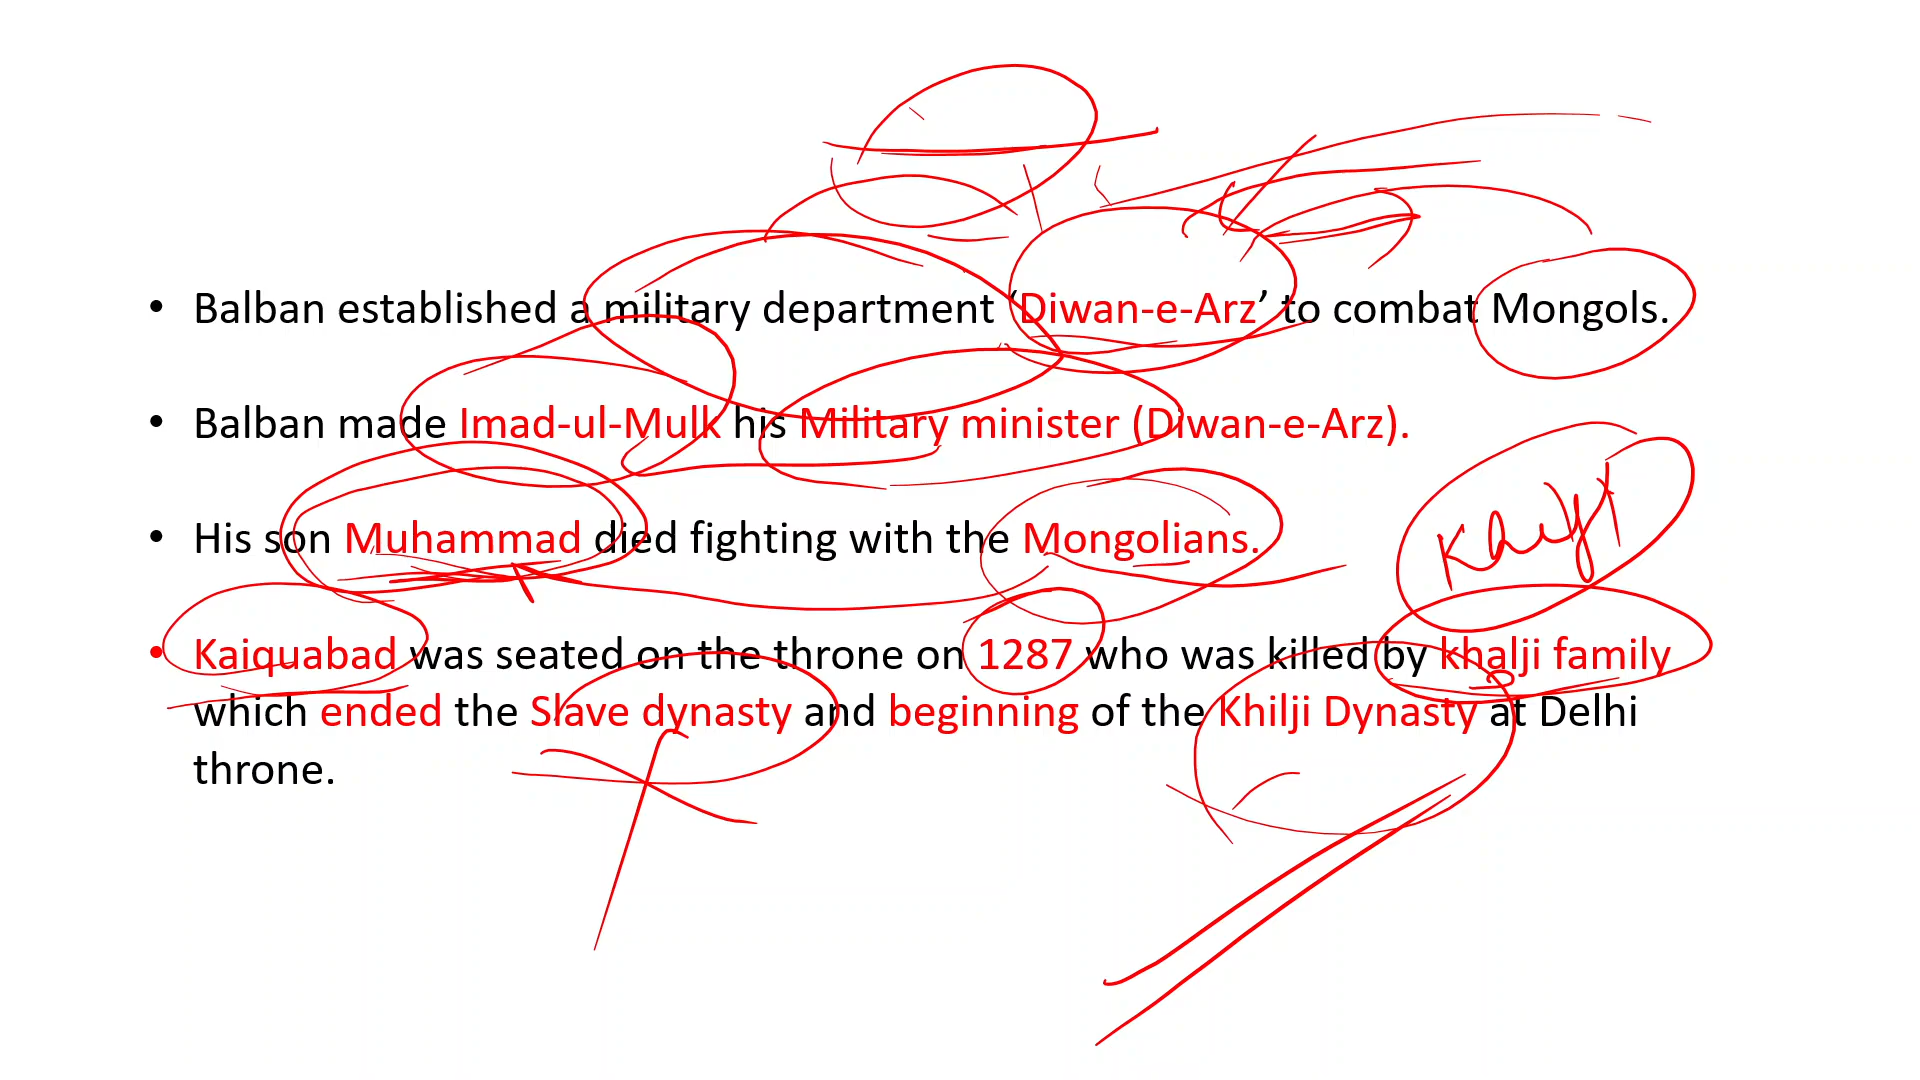 • Balban established a military department ‘Diwan-e-Arz’ to combat Mongols.
• Balban made Imad-ul-Mulk his Military minister (Diwan-e-Arz).
• His son Muhammad died fighting with the Mongolians.
• Kaiquabad was seated on the throne on 1287 who was killed by khalji family
which ended the Slave dynasty and beginning of the Khilji Dynasty at Delhi
throne.